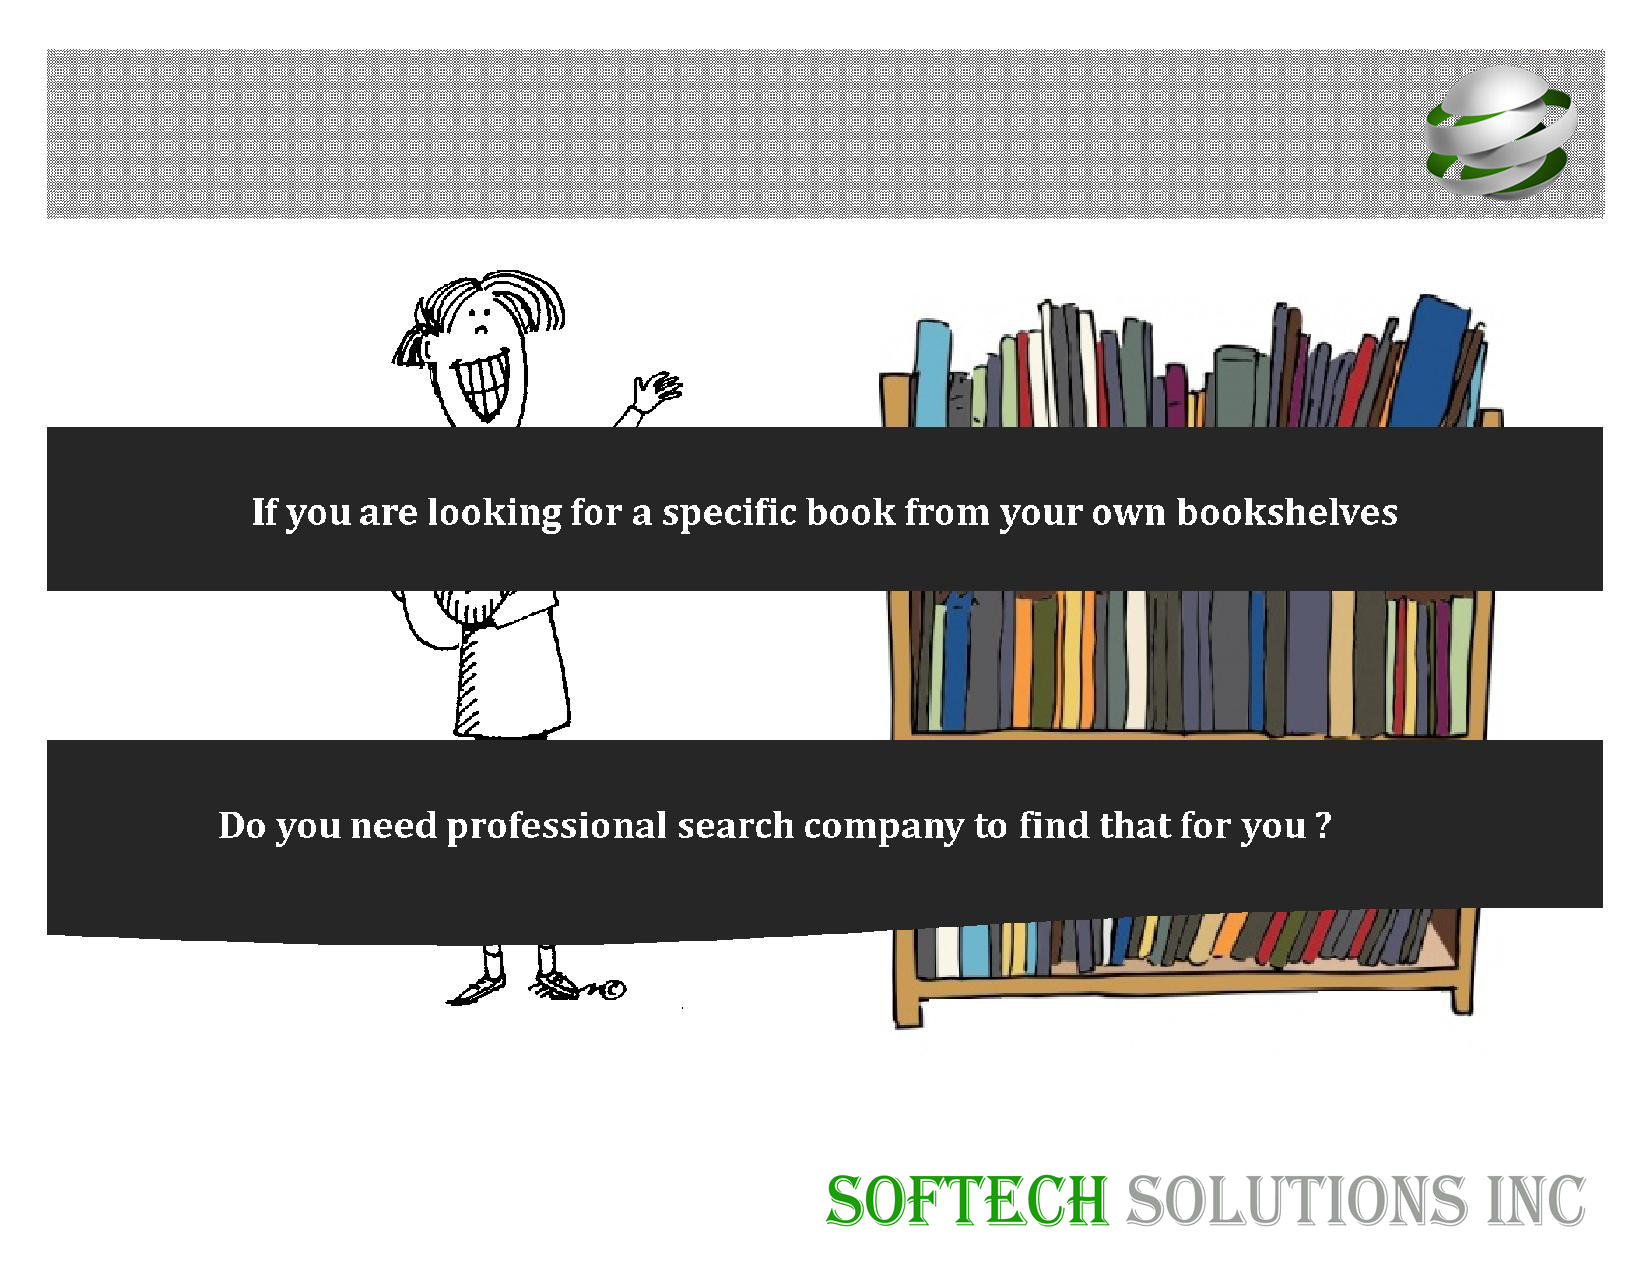 If you are looking for a specific book from your own bookshelves
Do you need professional search company to find that for you ?
©
SOFTECH SOLUTIONS INC